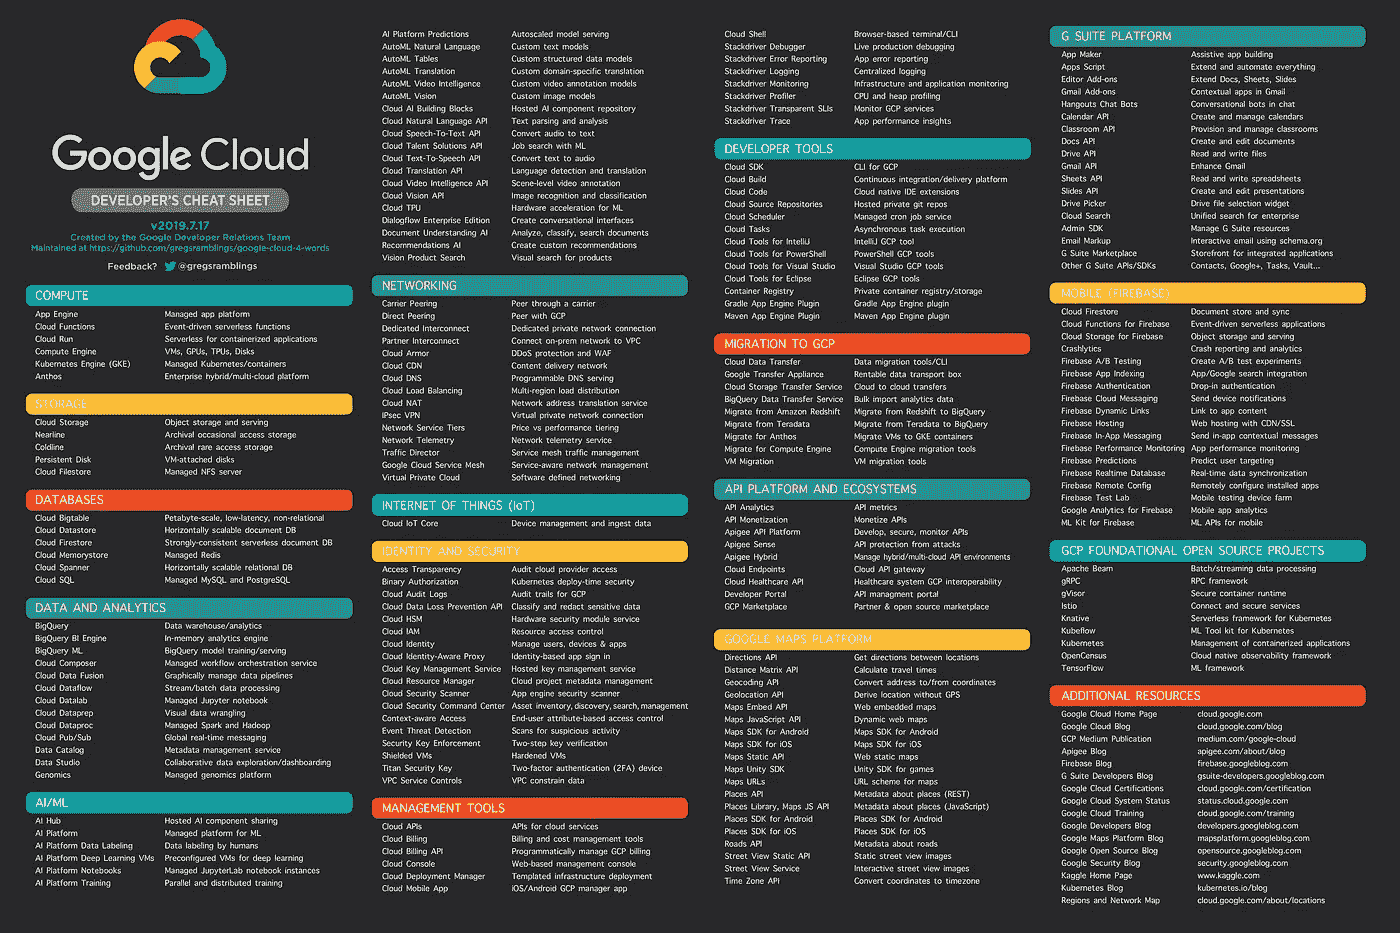 Google Cloud
DEVELOPER'S CHEAT SHEET
v2019.7.17
Created by the Google Developer Relations Team
Maintained at https://github.com/gregsramblings/google-cloud-4-words
Feedback? @gregsramblings
COMPUTE
App Engine Managed app platform
Cloud Functions Event-driven serverless functions
Cloud Run Serverless for containerized applications
Compute Engine VMs, GPUs, TPUs, Disks
Kubernetes Engine (GKE) Managed Kubernetes/containers
Anthos Enterprise hybrid/multi-cloud platform
STORAGE
Cloud Storage Object storage and serving
Nearline Archival occasional access storage
Coldline Archival rare access storage
Persistent Disk VM-attached disks
Cloud Filestore Managed NFS server
DATABASES
Cloud Bigtable Petabyte-scale, low-latency, non-relational
Cloud Datastore Horizontally scalable document DB
Cloud Firestore Strongly-consistent serverless document DB
Cloud Memorystore Managed Redis
Cloud Spanner Horizontally scalable relational DB
Cloud SQL Managed MySQL and PostgreSQL
DATA AND ANALYTICS
BigQuery Data warehouse/analytics
BigQuery BI Engine In-memory analytics engine
BigQuery ML BigQuery model training/serving
Cloud Composer Managed workflow orchestration service
Cloud Data Fusion Graphically manage data pipelines
Cloud Dataflow Stream/batch data processing
Cloud Datalab Managed Jupyter notebook
Cloud Dataprep Visual data wrangling
Cloud Dataproc Managed Spark and Hadoop
Cloud Pub/Sub Global real-time messaging
Data Catalog Metadata management service
Data Studio Collaborative data exploration/dashboarding
Genomics Managed genomics platform
AI/ML
AI Hub Hosted AI component sharing
AI Platform Managed platform for ML
AI Platform Data Labeling Data labeling by humans
AI Platform Deep Learning VMs Preconfigured VMs for deep learning
AI Platform Notebooks Managed JupyterLab notebook instances
AI Platform Training Parallel and distributed training
AI Platform Predictions Autoscaled model serving
AutoML Natural Language Custom text models
AutoML Tables Custom structured data models
AutoML Translation Custom domain-specific translation
AutoML Video Intelligence Custom video annotation models
AutoML Vision Custom image models
Cloud AI Building Blocks Hosted AI component repository
Cloud Natural Language API Text parsing and analysis
Cloud Speech-To-Text API Convert audio to text
Cloud Talent Solutions API Job search with ML
Cloud Text-To-Speech API Convert text to audio
Cloud Translation API Language detection and translation
Cloud Video Intelligence API Scene-level video annotation
Cloud Vision API Image recognition and classification
Cloud TPU Hardware acceleration for ML
Dialogflow Enterprise Edition Create conversational interfaces
Document Understanding AI Analyze, classify, search documents
Recommendations AI Create custom recommendations
Vision Product Search Visual search for products
NETWORKING
Carrier Peering Peer through a carrier
Direct Peering Peer with GCP
Dedicated Interconnect Dedicated private network connection
Partner Interconnect Connect on-prem network to VPC
Cloud Armor DDoS protection and WAF
Cloud CDN Content delivery network
Cloud DNS Programmable DNS serving
Cloud Load Balancing Multi-region load distribution
Cloud NAT Network address translation service
IPsec VPN Virtual private network connection
Network Service Tiers Price vs performance tiering
Network Telemetry Network telemetry service
Traffic Director Service mesh traffic management
Google Cloud Service Mesh Service-aware network management
Virtual Private Cloud Software defined networking
INTERNET OF THINGS (IoT)
Cloud IoT Core Device management and ingest data
IDENTITY AND SECURITY
Access Transparency Audit cloud provider access
Binary Authorization Kubernetes deploy-time security
Cloud Audit Logs Audit trails for GCP
Cloud Data Loss Prevention API Classify and redact sensitive data
Cloud HSM Hardware security module service
Cloud IAM Resource access control
Cloud Identity Manage users, devices & apps
Cloud Identity-Aware Proxy Identity-based app sign in
Cloud Key Management Service Hosted key management service
Cloud Resource Manager Cloud project metadata management
Cloud Security Scanner App engine security scanner
Cloud Security Command Center Asset inventory, discovery, search, management
Context-aware Access End-user attribute-based access control
Event Threat Detection Scans for suspicious activity
Security Key Enforcement Two-step key verification
Shielded VMs Hardened VMs
Titan Security Key Two-factor authentication (2FA) device
VPC Service Controls VPC constrain data
MANAGEMENT TOOLS
Cloud APIs APIs for cloud services
Cloud Billing Billing and cost management tools
Cloud Billing API Programmatically manage GCP billing
Cloud Console Web-based management console
Cloud Deployment Manager Templated infrastructure deployment
Cloud Mobile App iOS/Android GCP manager app
Cloud Shell Browser-based terminal/CLI
Stackdriver Debugger Live production debugging
Stackdriver Error Reporting App error reporting
Stackdriver Logging Centralized logging
Stackdriver Monitoring Infrastructure and application monitoring
Stackdriver Profiler CPU and heap profiling
Stackdriver Transparent SLIs Monitor GCP services
Stackdriver Trace App performance insights
DEVELOPER TOOLS
Cloud SDK CLI for GCP
Cloud Build Continuous integration/delivery platform
Cloud Code Cloud native IDE extensions
Cloud Source Repositories Hosted private git repos
Cloud Scheduler Managed cron job service
Cloud Tasks Asynchronous task execution
Cloud Tools for IntelliJ IntelliJ GCP tool
Cloud Tools for PowerShell PowerShell GCP tools
Cloud Tools for Visual Studio Visual Studio GCP tools
Cloud Tools for Eclipse Eclipse GCP tools
Container Registry Private container registry/storage
Gradle App Engine Plugin Gradle App Engine plugin
Maven App Engine Plugin Maven App Engine plugin
MIGRATION TO GCP
Cloud Data Transfer Data migration tools/CLI
Google Transfer Appliance Rentable data transport box
Cloud Storage Transfer Service Cloud to cloud transfers
BigQuery Data Transfer Service Bulk import analytics data
Migrate from Amazon Redshift Migrate from Redshift to BigQuery
Migrate from Teradata Migrate from Teradata to BigQuery
Migrate for Anthos Migrate VMs to GKE containers
Migrate for Compute Engine Compute Engine migration tools
VM Migration VM migration tools
API PLATFORM AND ECOSYSTEMS
API Analytics API metrics
API Monetization Monetize APIs
Apigee API Platform Develop, secure, monitor APIs
Apigee Sense API protection from attacks
Apigee Hybrid Manage hybrid/multi-cloud API environments
Cloud Endpoints Cloud API gateway
Cloud Healthcare API Healthcare system GCP interoperability
Developer Portal API managment portal
GCP Marketplace Partner & open source marketplace
GOOGLE MAPS PLATFORM
Directions API Get directions between locations
Distance Matrix API Calculate travel times
Geocoding API Convert address to/from coordinates
Geolocation API Derive location without GPS
Maps Embed API Web embedded maps
Maps JavaScript API Dynamic web maps
Maps SDK for Android Maps SDK for Android
Maps SDK for iOS Maps SDK for iOS
Maps Static API Web static maps
Maps Unity SDK Unity SDK for games
Maps URLs URL scheme for maps
Places API Metadata about places (REST)
Places Library, Maps JS API Metadata about places (JavaScript)
Places SDK for Android Places SDK for Android
Places SDK for iOS Places SDK for iOS
Roads API Metadata about roads
Street View Static API Static street view images
Street View Service Interactive street view images
Time Zone API Convert coordinates to timezone
G SUITE PLATFORM
App Maker Assistive app building
Apps Script Extend and automate everything
Editor Add-ons Extend Docs, Sheets, Slides
Gmail Add-ons Contextual apps in Gmail
Hangouts Chat Bots Conversational bots in chat
Calendar API Create and manage calendars
Classroom API Provision and manage classrooms
Docs API Create and edit documents
Drive API Read and write files
Gmail API Enhance Gmail
Sheets API Read and write spreadsheets
Slides API Create and edit presentations
Drive Picker Drive file selection widget
Cloud Search Unified search for enterprise
Admin SDK Manage G Suite resources
Email Markup Interactive email using schema.org
G Suite Marketplace Storefront for integrated applications
Other G Suite APIs/SDKs Contacts, Google+, Tasks, Vault...
MOBILE (FIREBASE)
Cloud Firestore Document store and sync
Cloud Functions for Firebase Event-driven serverless applications
Cloud Storage for Firebase Object storage and serving
Crashlytics Crash reporting and analytics
Firebase A/B Testing Create A/B test experiments
Firebase App Indexing App/Google search integration
Firebase Authentication Drop-in authentication
Firebase Cloud Messaging Send device notifications
Firebase Dynamic Links Link to app content
Firebase Hosting Web hosting with CDN/SSL
Firebase In-App Messaging Send in-app contextual messages
Firebase Performance Monitoring App performance monitoring
Firebase Predictions Predict user targeting
Firebase Realtime Database Real-time data synchronization
Firebase Remote Config Remotely configure installed apps
Firebase Test Lab Mobile testing device farm
Google Analytics for Firebase Mobile app analytics
ML Kit for Firebase ML APIs for mobile
GCP FOUNDATIONAL OPEN SOURCE PROJECTS
Apache Beam Batch/streaming data processing
gRPC RPC framework
gVisor Secure container runtime
Istio Connect and secure services
Knative Serverless framework for Kubernetes
Kubeflow ML Tool kit for Kubernetes
Kubernetes Management of containerized applications
OpenCensus Cloud native observability framework
TensorFlow ML framework
ADDITIONAL RESOURCES
Google Cloud Home Page cloud.google.com
Google Cloud Blog cloud.google.com/blog
GCP Medium Publication medium.com/google-cloud
Apigee Blog apigee.com/about/blog
Firebase Blog firebase.googleblog.com
G Suite Developers Blog gsuite-developers.googleblog.com
Google Cloud Certifications cloud.google.com/certification
Google Cloud System Status status.cloud.google.com
Google Cloud Training cloud.google.com/training
Google Developers Blog developers.googleblog.com
Google Maps Platform Blog mapsplatform.googleblog.com
Google Open Source Blog opensource.googleblog.com
Google Security Blog security.googleblog.com
Kaggle Home Page www.kaggle.com
Kubernetes Blog kubernetes.io/blog
Regions and Network Map cloud.google.com/about/locations